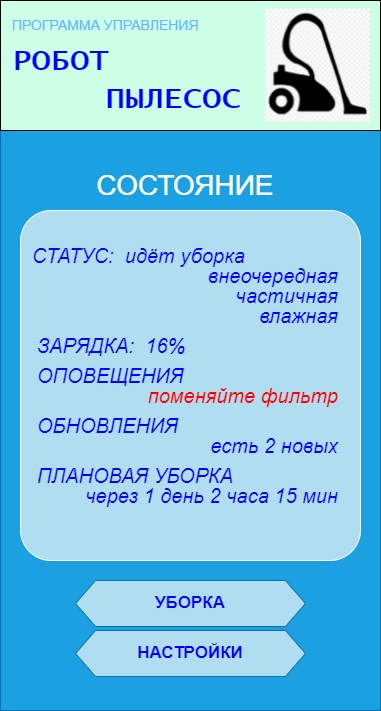 ПРОГРАММА УПРАВЛЕНИЯ
РОБОТ
ПЫЛЕСОС
СОСТОЯНИЕ
СТАТУС: идёт уборка
внеочередная
частичная
влажная
ЗАРЯДКА: 16%
ОПОВЕЩЕНИЯ
поменяйте фильтр
ОБНОВЛЕНИЯ
есть 2 новых
ПЛАНОВАЯ УБОРКА
через 1 день 2 часа 15 мин
УБОРКА
НАСТРОЙКИ